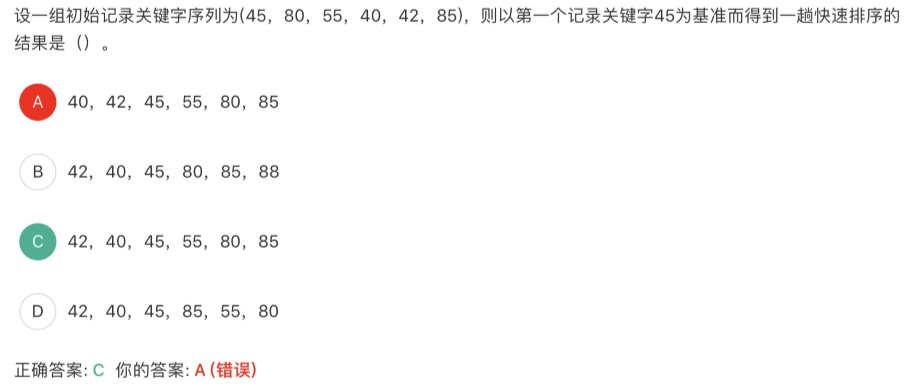 设一组初始记录关键字序列为(45，80，55，40，42，85)，则以第一个记录关键字45为基准而得到一趟快速排序的
结果是（）。
A 40，42，45，55，80，85
B 42，40，45，80，85，88
C 42，40，45，55，80，85
D 42，40，45，85，55，80
正确答案: C 你的答案: A (错误)